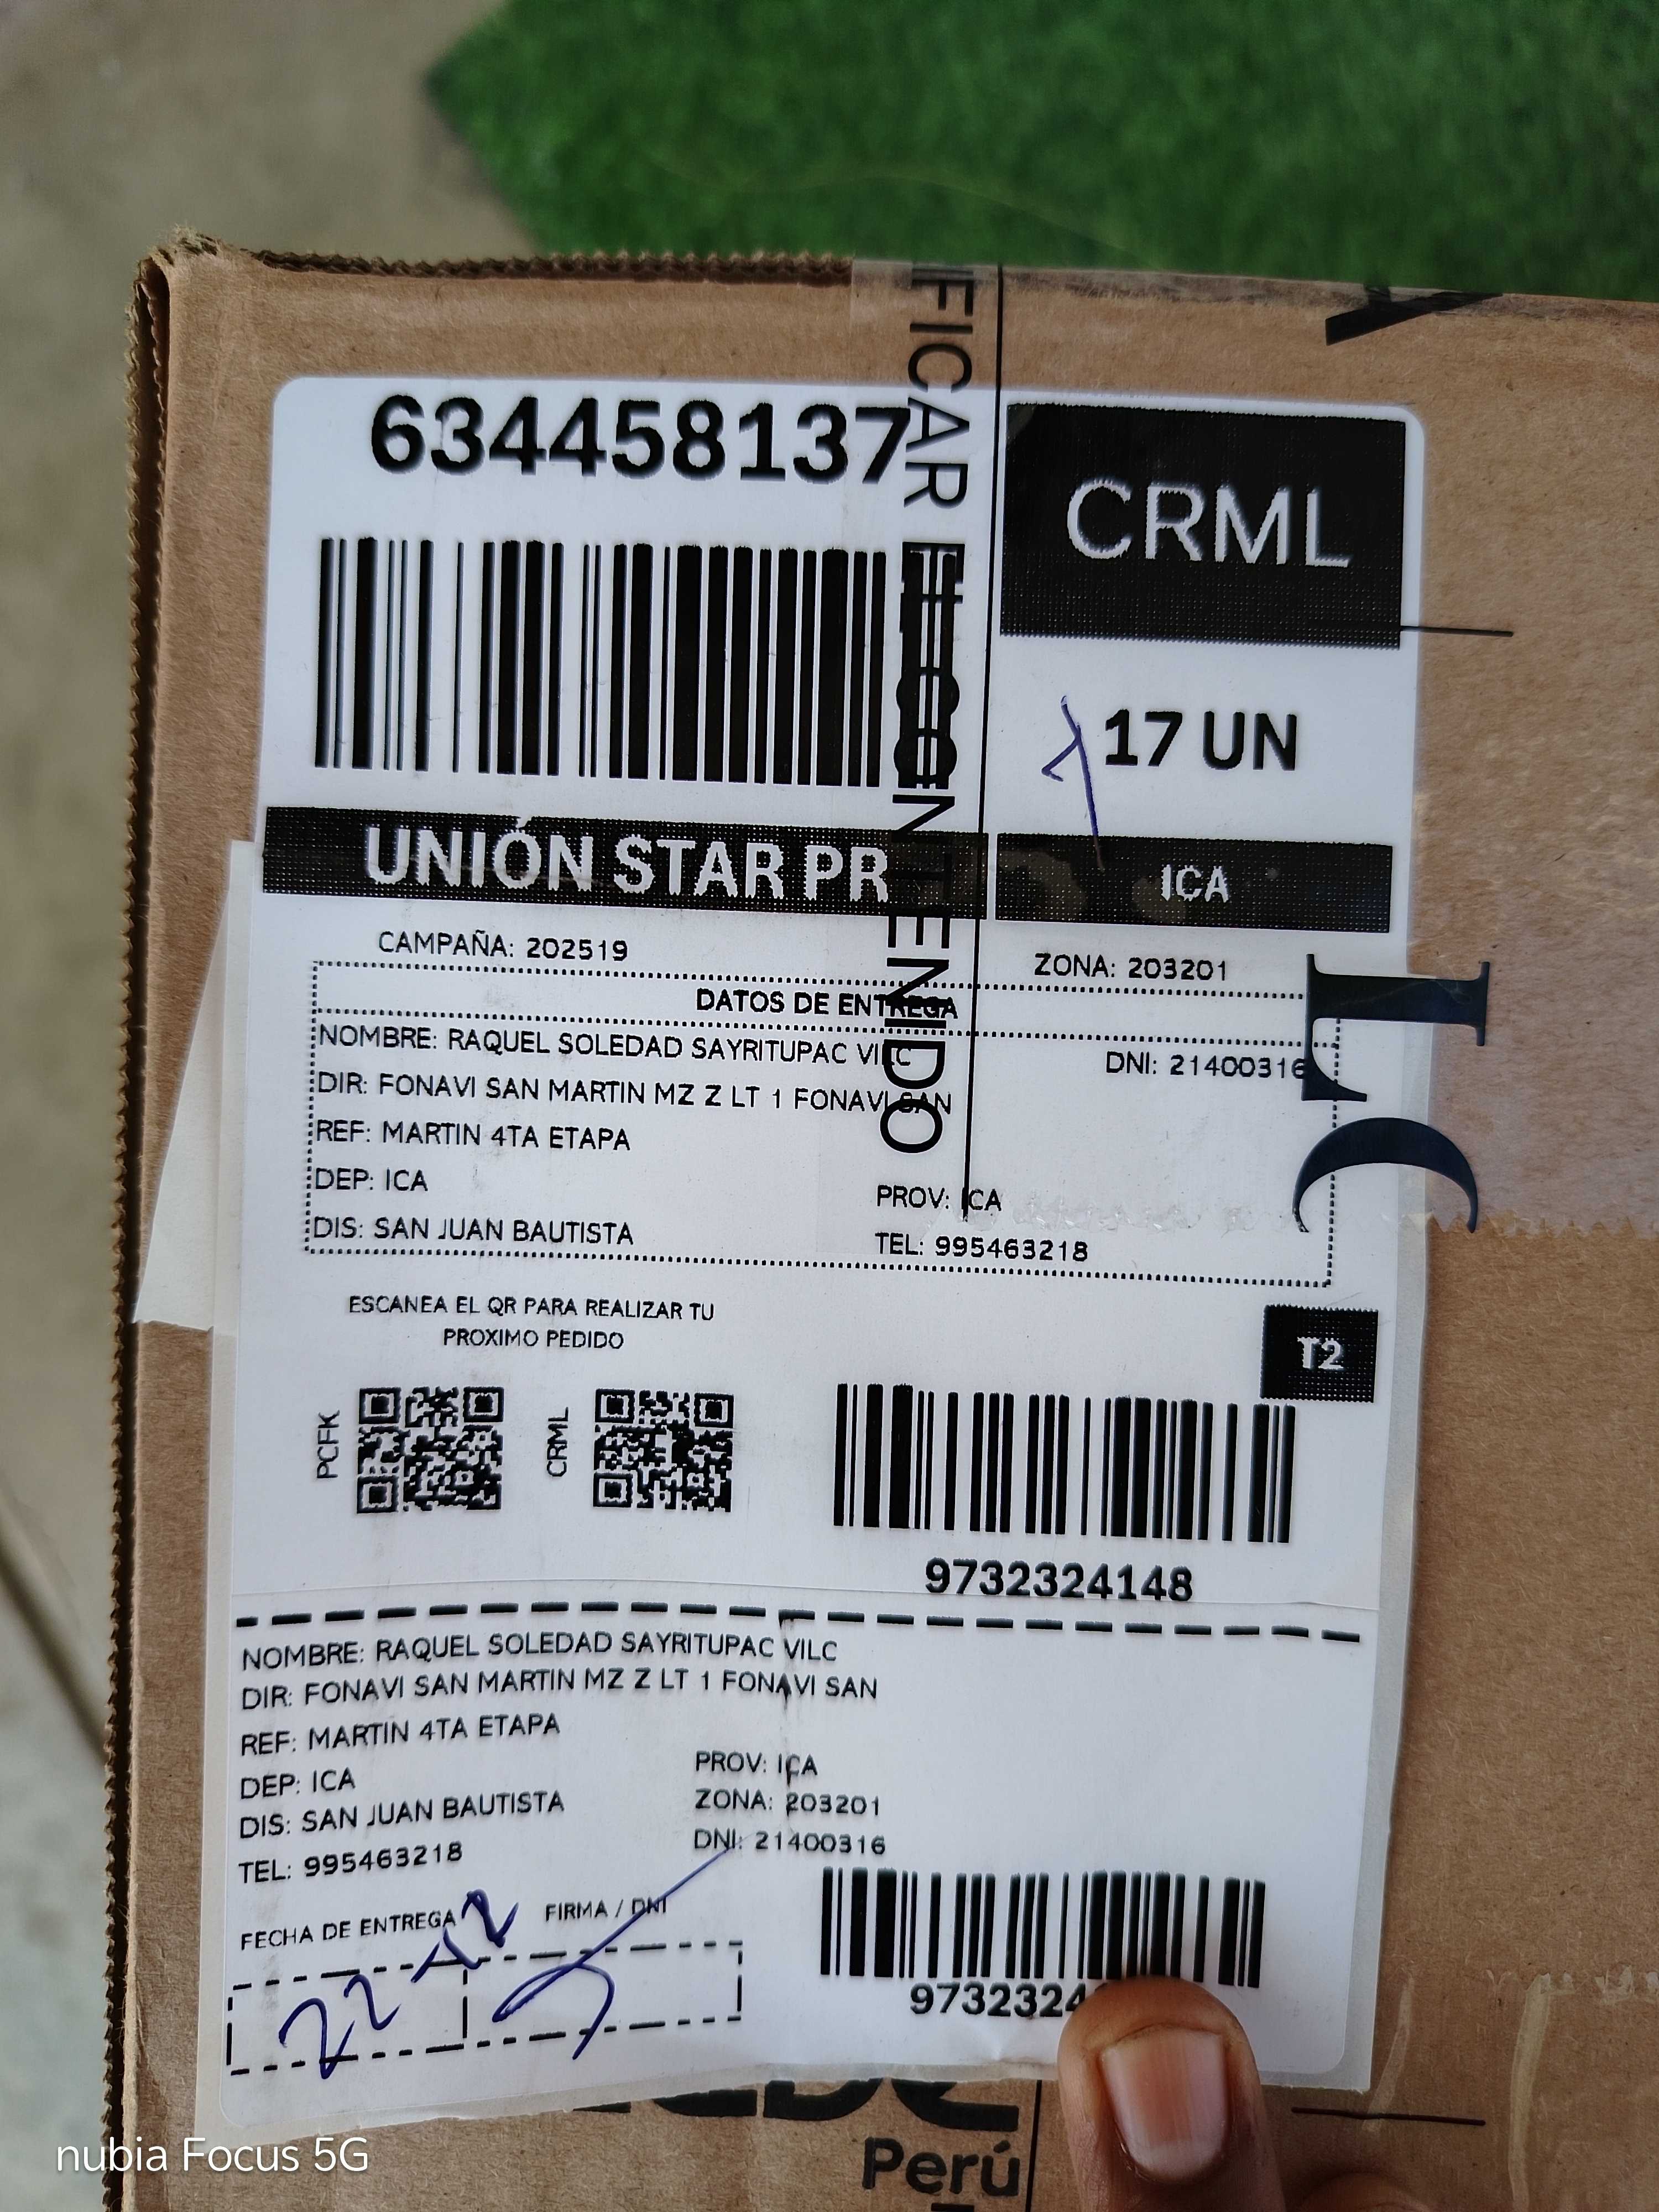 634458137
CRML
17 UN
UNIÓN STAR PR
ICA
CAMPAÑA: 202519
ZONA: 203201
DATOS DE ENTREGA
NOMBRE: RAQUEL SOLEDAD SAYRITUPAC VILC
DNI: 21400316
DIR: FONAVI SAN MARTIN MZ Z LT 1 FONAVI SAN
REF: MARTIN 4TA ETAPA
DEP: ICA
PROV: ICA
DIS: SAN JUAN BAUTISTA
TEL: 995463218
FICAR EL CONTENIDO
ESCANEA EL QR PARA REALIZAR TU
PROXIMO PEDIDO
T2
PCFK
CRML
9732324148
NOMBRE: RAQUEL SOLEDAD SAYRITUPAC VILC
DIR: FONAVI SAN MARTIN MZ Z LT 1 FONAVI SAN
REF: MARTIN 4TA ETAPA
DEP: ICA
PROV: ICA
DIS: SAN JUAN BAUTISTA
ZONA: 203201
TEL: 995463218
DNI: 21400316
FECHA DE ENTREGA
FIRMA / DNI
22-12
9732324
Perú
nubia Focus 5G